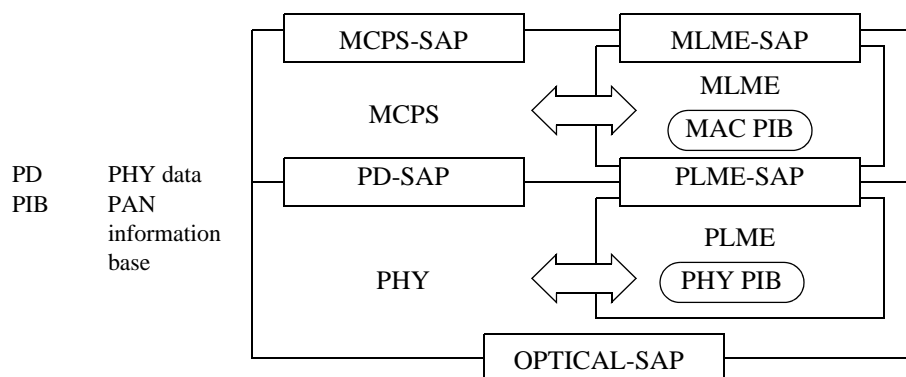 MCPS-SAP
MLME-SAP
MLME
MCPS
MAC PIB
PD PHY data
PIB PAN
information
base
PD-SAP
PLME-SAP
PLME
PHY
PHY PIB
OPTICAL-SAP